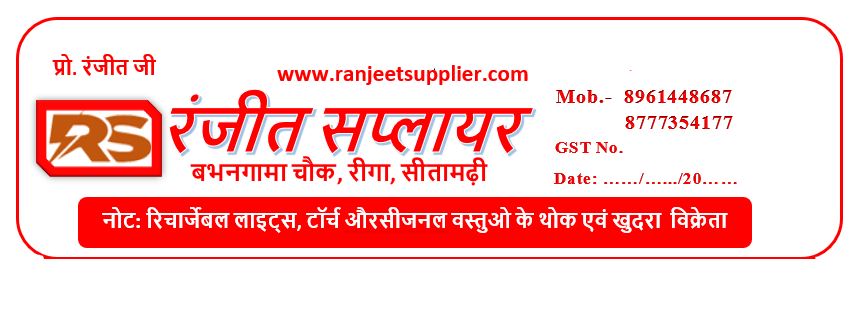 प्रो. रंजीत जी
www.ranjeetsupplier.com
Mob.- 8961448687
8777354177
RS
रंजीत सप्लायर
GST No.
बभनगामा चौक, रीगा, सीतामढ़ी
Date: ....../....../20......
नोट: रिचार्जेबल लाइट्स, टॉर्च औरसीजनल वस्तुओ के थोक एवं खुदरा विक्रेता